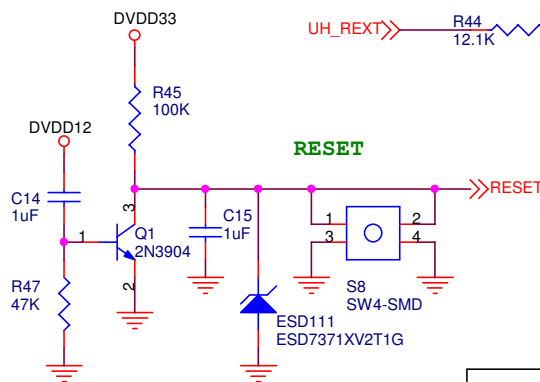 DVDD33
UH_REXT
R44
12.1K
R45
100K
DVDD12
RESET
C14
1uF
3
RESET
1
Q1
2N3904
C15
1uF
1
2
3
4
R47
47K
2
S8
SW4-SMD
ESD111
ESD7371XV2T1G